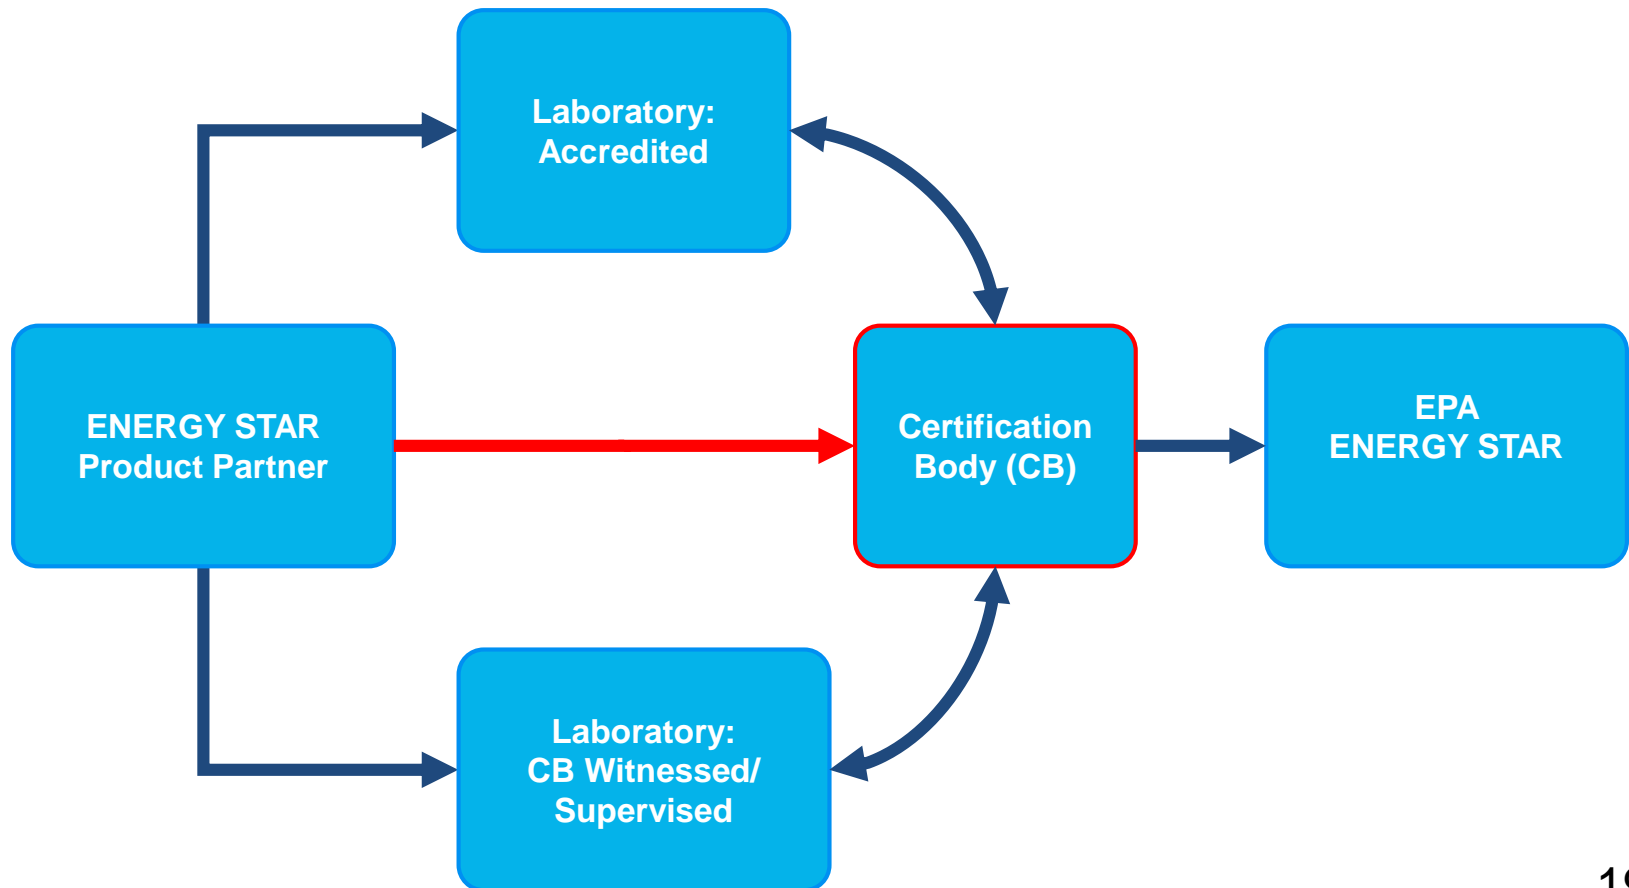 Laboratory:
Accredited
ENERGY STAR
Product Partner
Certification
Body (CB)
EPA
ENERGY STAR
Laboratory:
CB Witnessed/
Supervised